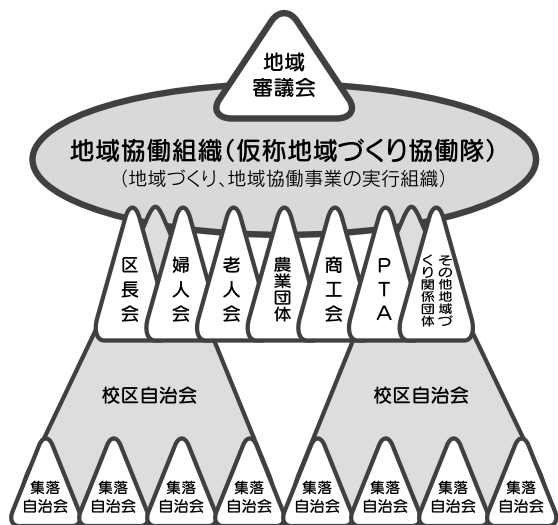 地域
審議会
地域協働組織(仮称地域づくり協働隊)
(地域づくり、地域協働事業の実行組織)
区長会
婦人会
老人会
農業団体
商工会
PTA
その他地域づ
くり関係団体
校区自治会
校区自治会
集落
自治会
集落
自治会
集落
自治会
集落
自治会
集落
自治会
集落
自治会
集落
自治会
集落
自治会